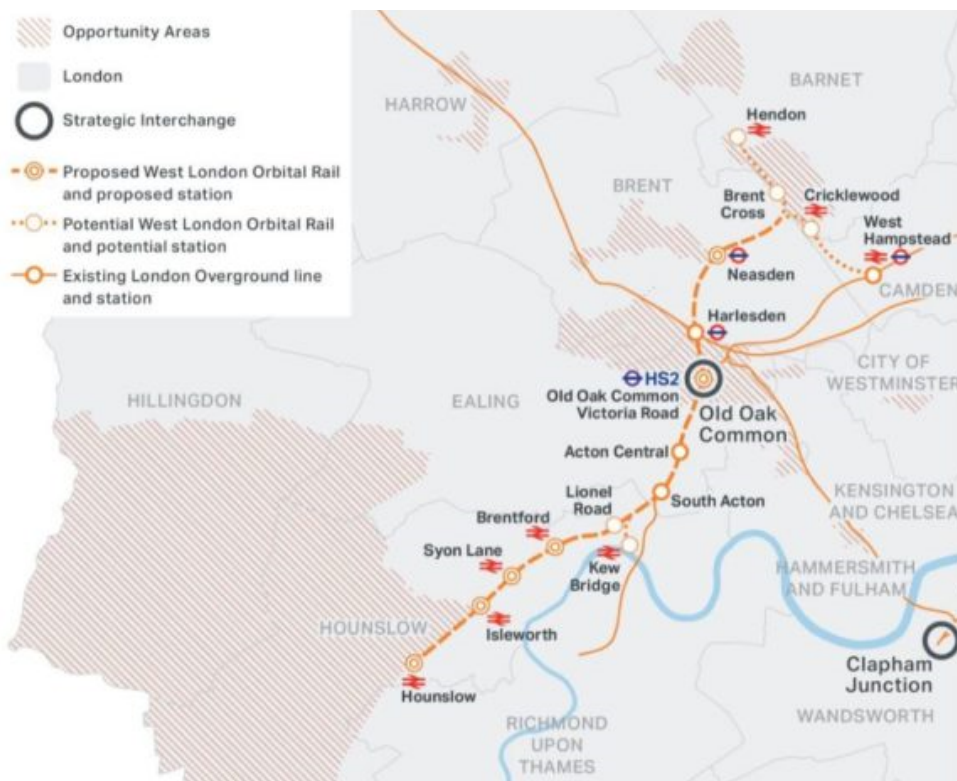 Opportunity Areas
London
Strategic Interchange
Proposed West London Orbital Rail
and proposed station
Potential West London Orbital Rail
and potential station
Existing London Overground line
and station
BARNET
HARROW
Hendon
BRENT
Brent
Cross
Cricklewood
West
Hampstead
Neasden
CAMDEN
Harlesden
CITY OF
WESTMINSTER
HS2
Old Oak Common
Victoria Road
Old Oak
Common
HILLINGDON
EALING
Acton Central
Lionel
Road
South Acton
KENSINGTON
AND CHELSEA
Brentford
Syon Lane
Kew
Bridge
HAMMERSMITH
AND FULHAM
HOUNSLOW
Isleworth
Clapham
Junction
Hounslow
RICHMOND
UPON
THAMES
WANDSWORTH